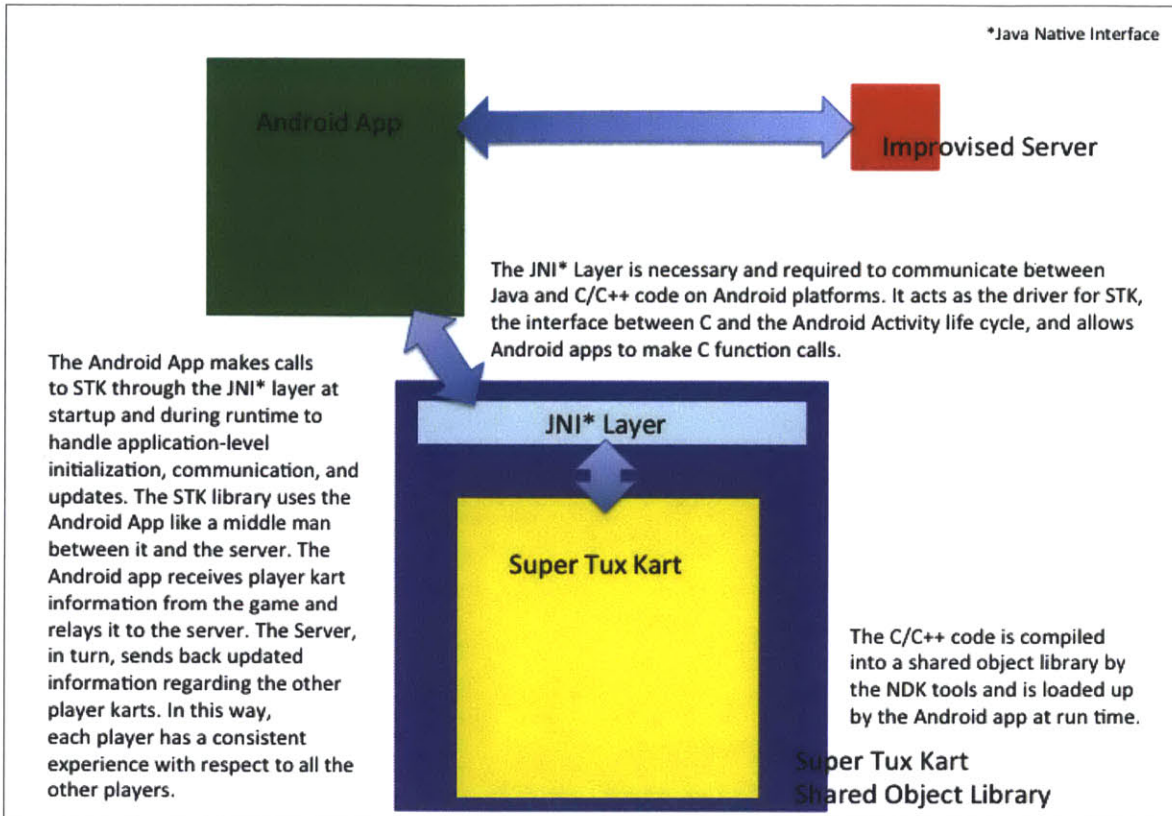 *Java Native Interface
Android App
Improvised Server
The JNI* Layer is necessary and required to communicate between
Java and C/C++ code on Android platforms. It acts as the driver for STK,
the interface between C and the Android Activity life cycle, and allows
Android apps to make C function calls.
The Android App makes calls
to STK through the JNI* layer at
startup and during runtime to
handle application-level
initialization, communication, and
updates. The STK library uses the
Android App like a middle man
between it and the server. The
Android app receives player kart
information from the game and
relays it to the server. The Server,
in turn, sends back updated
information regarding the other
player karts. In this way,
each player has a consistent
experience with respect to all the
other players.
JNI* Layer
Super Tux Kart
The C/C++ code is compiled
into a shared object library by
the NDK tools and is loaded up
by the Android app at run time.
Super Tux Kart
Shared Object Library